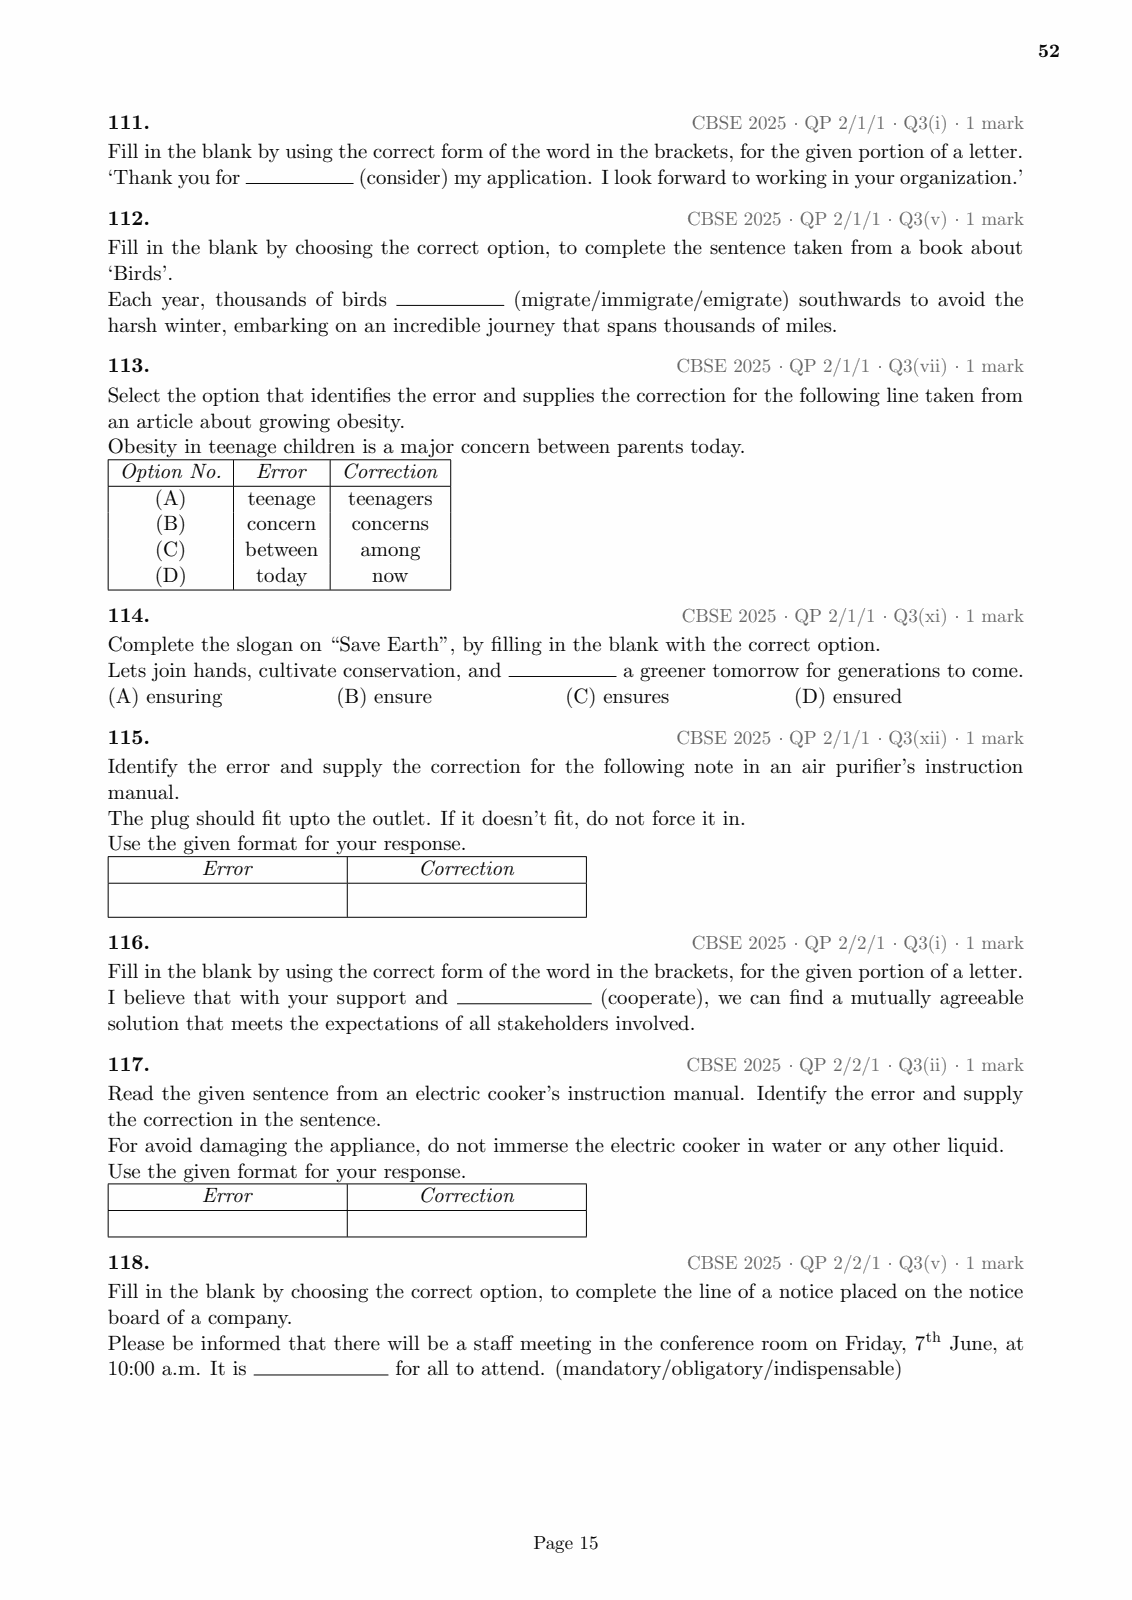 52
111. CBSE 2025 · QP 2/1/1 · Q3(i) · 1 mark
Fill in the blank by using the correct form of the word in the brackets, for the given portion of a letter.
‘Thank you for __________ (consider) my application. I look forward to working in your organization.’
112. CBSE 2025 · QP 2/1/1 · Q3(v) · 1 mark
Fill in the blank by choosing the correct option, to complete the sentence taken from a book about
‘Birds’.
Each year, thousands of birds __________ (migrate/immigrate/emigrate) southwards to avoid the
harsh winter, embarking on an incredible journey that spans thousands of miles.
113. CBSE 2025 · QP 2/1/1 · Q3(vii) · 1 mark
Select the option that identifies the error and supplies the correction for the following line taken from
an article about growing obesity.
Obesity in teenage children is a major concern between parents today.
Option No. Error Correction
(A) teenage teenagers
(B) concern concerns
(C) between among
(D) today now
114. CBSE 2025 · QP 2/1/1 · Q3(xi) · 1 mark
Complete the slogan on “Save Earth”, by filling in the blank with the correct option.
Lets join hands, cultivate conservation, and __________ a greener tomorrow for generations to come.
(A) ensuring (B) ensure (C) ensures (D) ensured
115. CBSE 2025 · QP 2/1/1 · Q3(xii) · 1 mark
Identify the error and supply the correction for the following note in an air purifier’s instruction
manual.
The plug should fit upto the outlet. If it doesn’t fit, do not force it in.
Use the given format for your response.
Error Correction
116. CBSE 2025 · QP 2/2/1 · Q3(i) · 1 mark
Fill in the blank by using the correct form of the word in the brackets, for the given portion of a letter.
I believe that with your support and ____________ (cooperate), we can find a mutually agreeable
solution that meets the expectations of all stakeholders involved.
117. CBSE 2025 · QP 2/2/1 · Q3(ii) · 1 mark
Read the given sentence from an electric cooker’s instruction manual. Identify the error and supply
the correction in the sentence.
For avoid damaging the appliance, do not immerse the electric cooker in water or any other liquid.
Use the given format for your response.
Error Correction
118. CBSE 2025 · QP 2/2/1 · Q3(v) · 1 mark
Fill in the blank by choosing the correct option, to complete the line of a notice placed on the notice
board of a company.
Please be informed that there will be a staff meeting in the conference room on Friday, 7th June, at
10:00 a.m. It is ____________ for all to attend. (mandatory/obligatory/indispensable)
Page 15